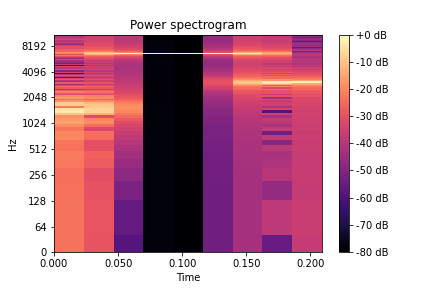 Power spectrogram
8192
4096
2048
1024
512
256
128
64
0
Hz
0.000 0.050 0.100 0.150 0.200
Time
+0 dB
-10 dB
-20 dB
-30 dB
-40 dB
-50 dB
-60 dB
-70 dB
-80 dB